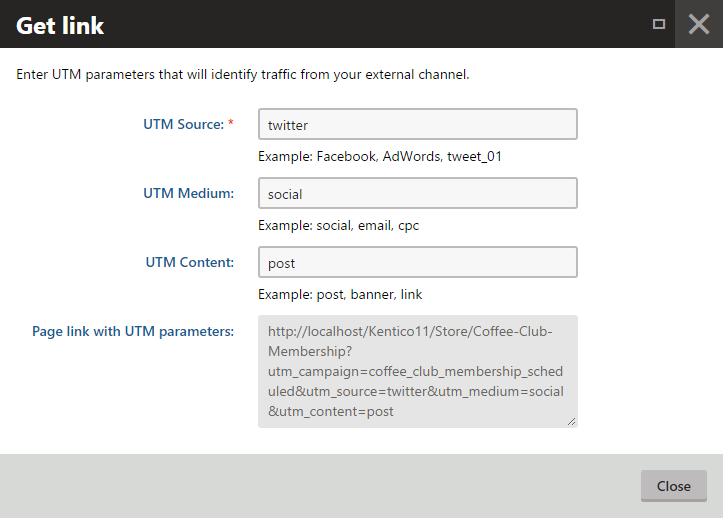 Get link
Enter UTM parameters that will identify traffic from your external channel.
UTM Source: *
twitter
Example: Facebook, AdWords, tweet_01
UTM Medium:
social
Example: social, email, cpc
UTM Content:
post
Example: post, banner, link
Page link with UTM parameters:
http://localhost/Kentico11/Store/Coffee-Club-
Membership?
utm_campaign=coffee_club_membership_sched
uled&utm_source=twitter&utm_medium=social
&utm_content=post
Close